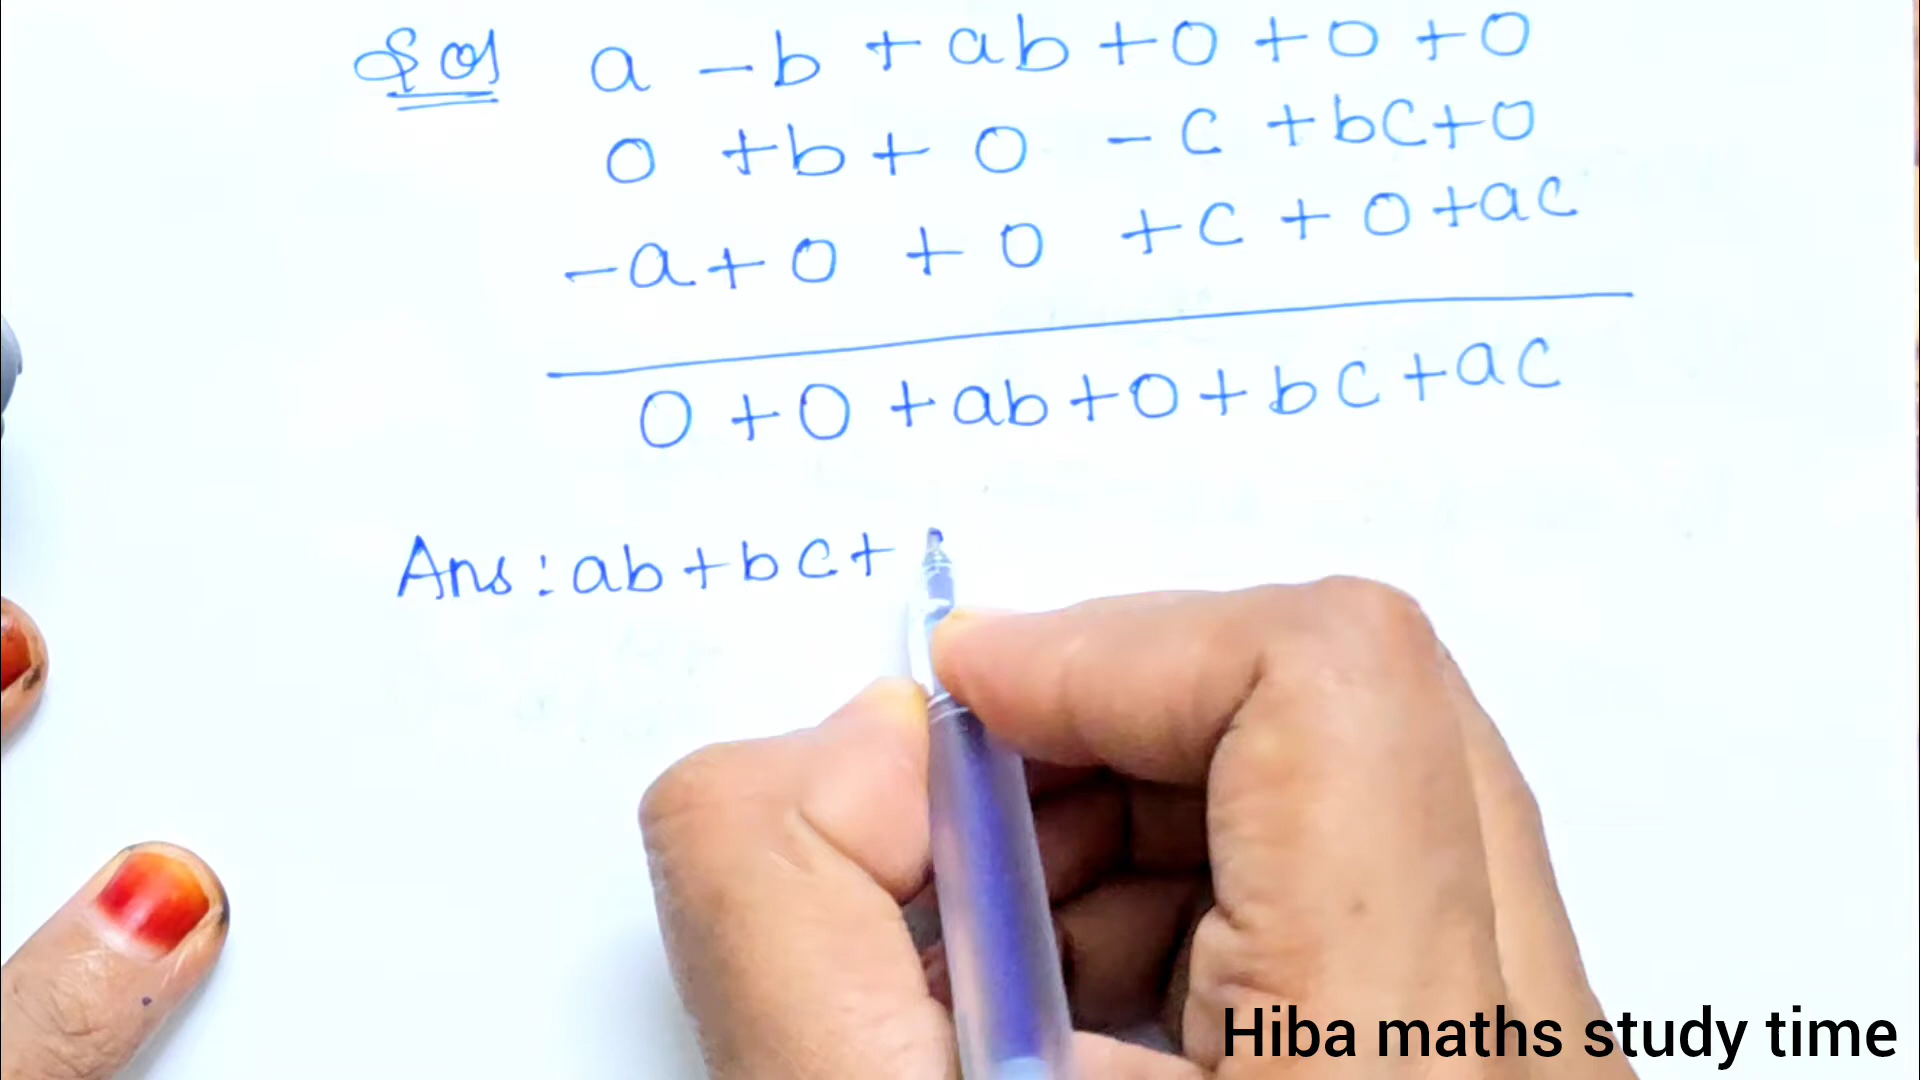 Sol a - b + ab + 0 + 0 + 0
0 + b + 0 - c + bc + 0
-a + 0 + 0 + c + 0 + ac
0 + 0 + ab + 0 + bc + ac
Ans : ab + bc +
Hiba maths study time